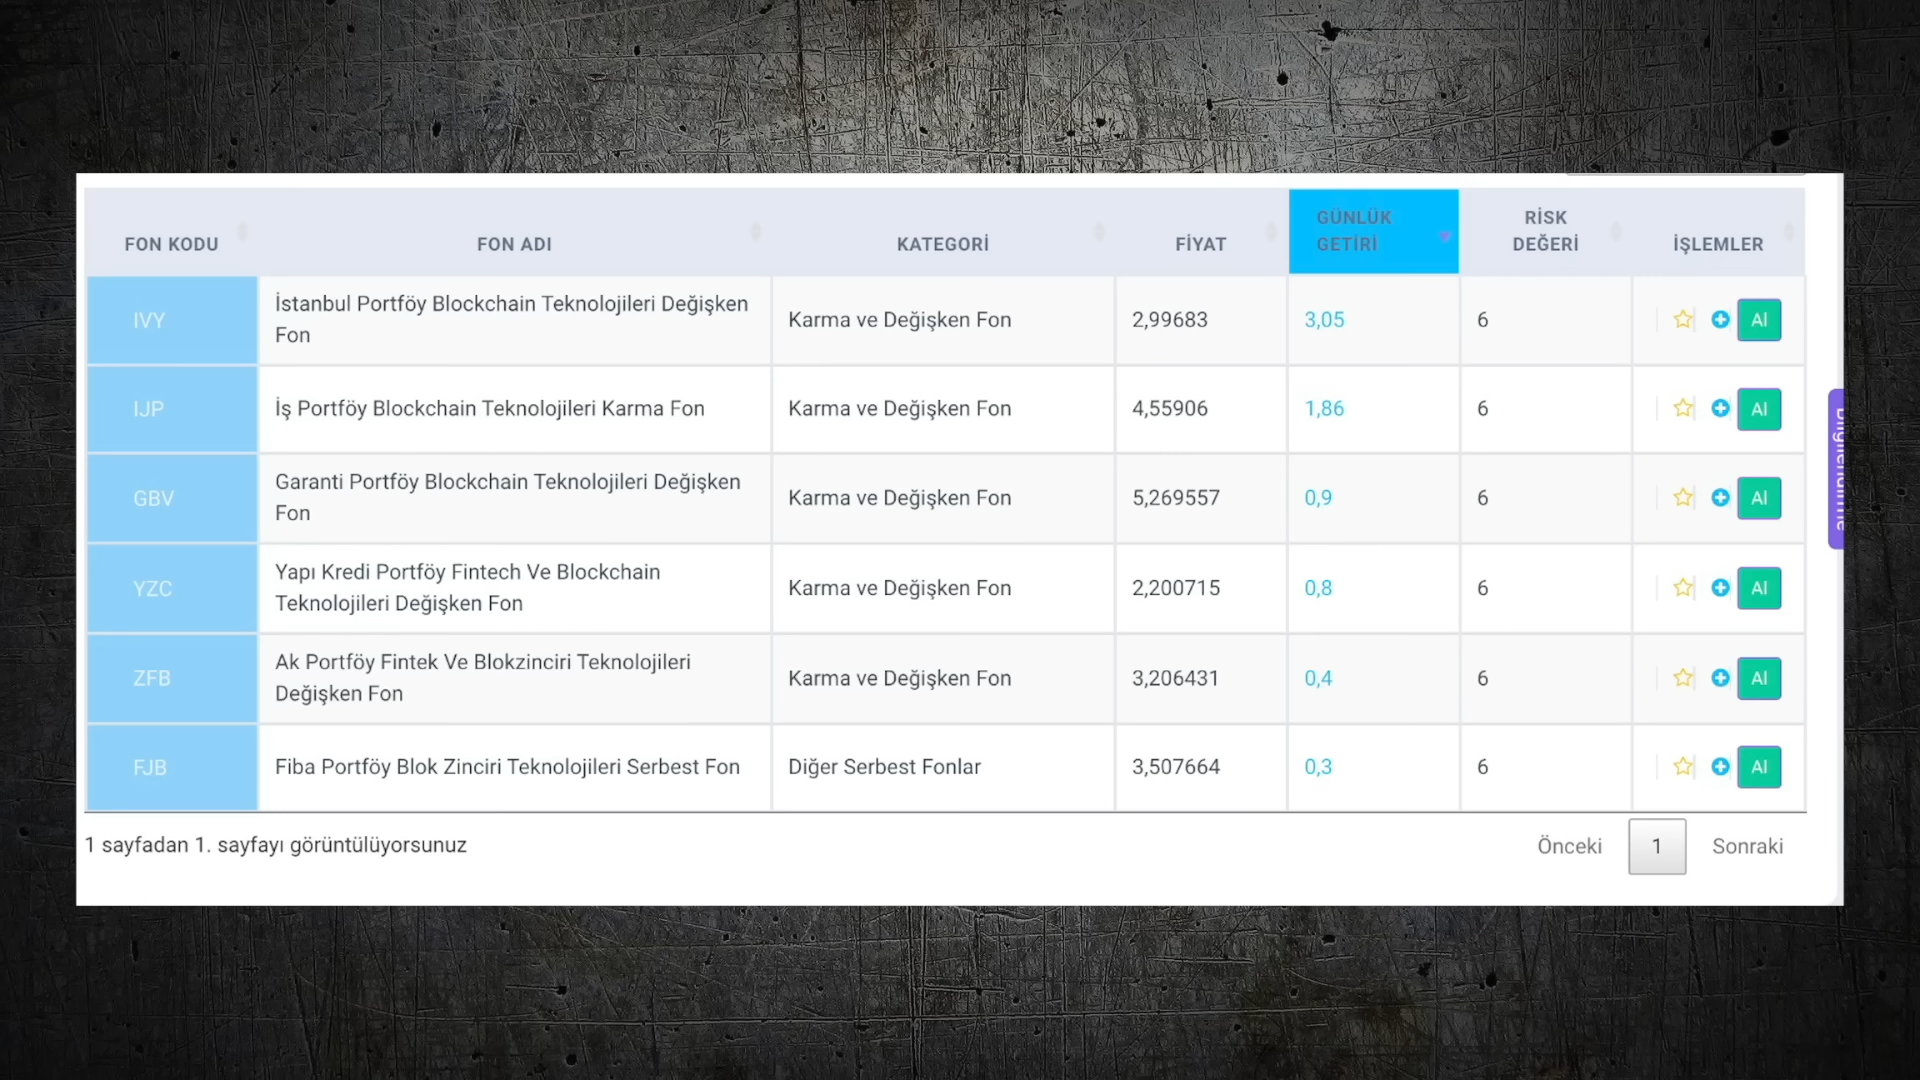 FON KODU
FON ADI
KATEGORİ
FİYAT
GÜNLÜK
GETİRİ
RİSK
DEĞERİ
İŞLEMLER
IVY
İstanbul Portföy Blockchain Teknolojileri Değişken
Fon
Karma ve Değişken Fon
2,99683
3,05
6
Al
IJP
İş Portföy Blockchain Teknolojileri Karma Fon
Karma ve Değişken Fon
4,55906
1,86
6
Al
GBV
Garanti Portföy Blockchain Teknolojileri Değişken
Fon
Karma ve Değişken Fon
5,269557
0,9
6
Al
YZC
Yapı Kredi Portföy Fintech Ve Blockchain
Teknolojileri Değişken Fon
Karma ve Değişken Fon
2,200715
0,8
6
Al
ZFB
Ak Portföy Fintek Ve Blokzinciri Teknolojileri
Değişken Fon
Karma ve Değişken Fon
3,206431
0,4
6
Al
FJB
Fiba Portföy Blok Zinciri Teknolojileri Serbest Fon
Diğer Serbest Fonlar
3,507664
0,3
6
Al
1 sayfadan 1. sayfayı görüntülüyorsunuz
Önceki
1
Sonraki